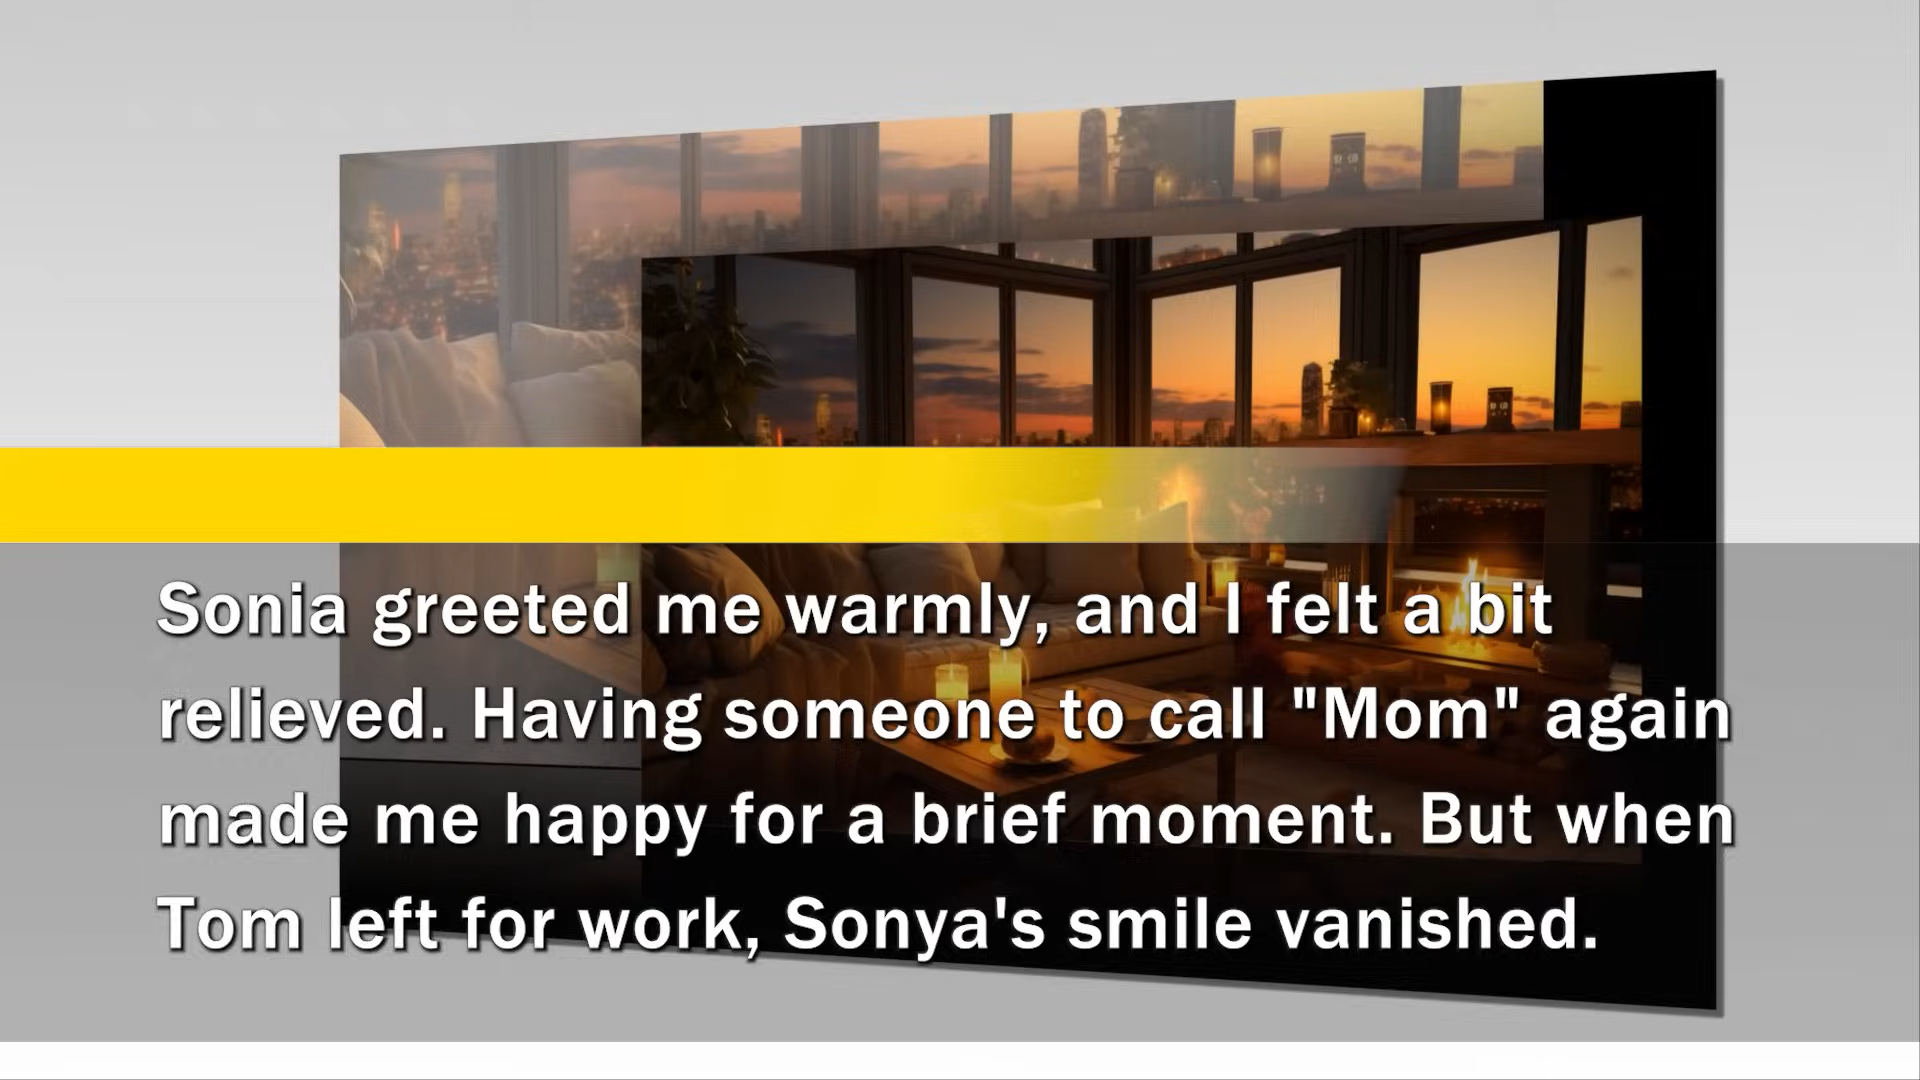 Sonia greeted me warmly, and I felt a bit
relieved. Having someone to call "Mom" again
made me happy for a brief moment. But when
Tom left for work, Sonya's smile vanished.